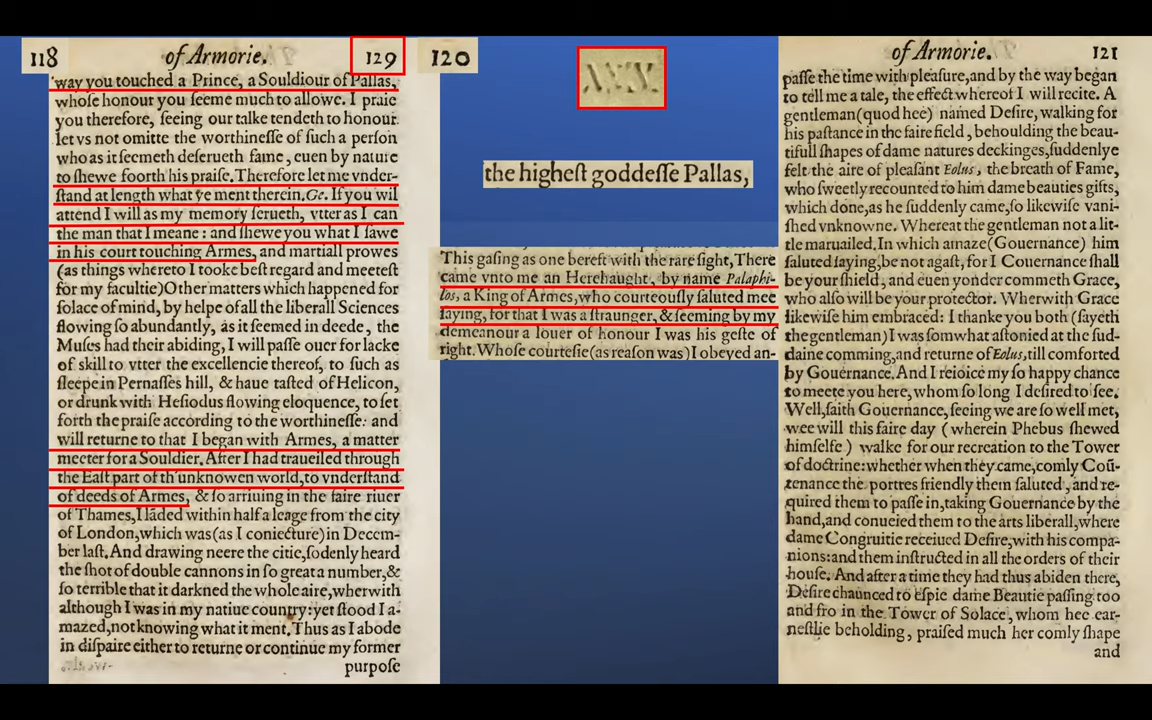 118
of Armorie.
129
way you touched a Prince, a Souldiour of Pallas,
whoſe honour you ſeeme much to allowe. I praie
you therefore, ſeeing our talke tendeth to honour.
let vs not omitte the worthineſſe of ſuch a perſon
who as it ſeemeth deſerueth fame, euen by nature
to ſhewe foorth his praiſe. Therefore let me vnder-
ſtand at length what ẙe ment therein. Ge. If you wil
attend I will as my memory ſerueth, vtter as I can
the man that I meane: and ſhewe you what I ſawe
in his court touching Armes, and martiall prowes
(as things whereto I tooke beſt regard and meeteſt
for my facultie) Other matters which happened for
ſolace of mind, by helpe of all the liberall Sciences
flowing ſo abundantly, as it ſeemed in deede, the
Muſes had their abiding, I will paſſe ouer for lacke
of skill to vtter the excellencie thereof, to ſuch as
ſleepe in Pernaſſes hill, & haue taſted of Helicon,
or drunk with Heſiodus flowing eloquence, to ſet
forth the praiſe according to the worthineſſe: and
will returne to that I began with Armes, a matter
meeter for a Souldier. After I had traueiled through
the Eaſt part of th'unknowen world, to vnderſtand
of deeds of Armes, & ſo arriuing in the faire riuer
of Thames, I lāded within half a leage from the city
of London, which was (as I coniecture) in Decem-
ber laſt. And drawing neere the citie, ſodenly heard
the ſhot of double cannons in ſo great a number, &
ſo terrible that it darkned the whole aire, wherwith
although I was in my natiue country: yet ſtood I a-
mazed, not knowing what it ment. Thus as I abode
in diſpaire either to returne or continue my former
purpoſe
120
the higheſt goddeſſe Pallas,
This gaſing as one bereft with the rare ſight, There
came vnto me an Herehaught, by name Palaphi-
los, a King of Armes, who courteouſly ſaluted mee
ſaying, for that I was a ſtraunger, & ſeeming by my
demeanour a louer of honour I was his geſte of
right. Whoſe courteſie (as reaſon was) I obeyed an-
of Armorie.
121
paſſe the time with pleaſure, and by the way began
to tell me a tale, the effect whereof I will recite. A
gentleman (quod hee) named Deſire, walking for
his paſtance in the faire field, behoulding the beau-
tifull ſhapes of dame natures deckinges, ſuddenlye
felt the aire of pleaſant Eolus, the breath of Fame,
who ſweetly recounted to him dame beauties gifts,
which done, as he ſuddenly came, ſo likewiſe vani-
ſhed vnknowne. Whereat the gentleman not a lit-
tle maruailed, In which amaze (Gouernance) him
ſaluted ſaying, be not agaſt, for I Couernance ſhall
be your ſhield, and euen yonder commeth Grace,
who alſo will be your protector. Wherwith Grace
likewiſe him embraced: I thanke you both (ſayeth
the gentleman) I was ſomwhat aſtonied at the ſud-
daine comming, and returne of Eolus, till comforted
by Gouernance. And I reioice my ſo happy chance
to meete you here, whom ſo long I deſired to ſee.
Well, ſaith Gouernance, ſeeing we are ſo well met,
wee will this faire day (wherein Phebus ſhewed
himſelfe) walke for our recreation to the Tower
of doctrine: whether when they came, comly Coū-
tenance the portres friendly them ſaluted, and re-
quired them to paſſe in, taking Gouernance by the
hand, and conueied them to the arts liberall, where
dame Congruitie receiued Deſire, with his compa-
nions: and them inſtructed in all the orders of their
houſe. And after a time they had thus abiden there,
Deſire chaunced to eſpie dame Beautie paſſing too
and fro in the Tower of Solace, whom hee ear-
neſtlie beholding, praiſed much her comly ſhape
and